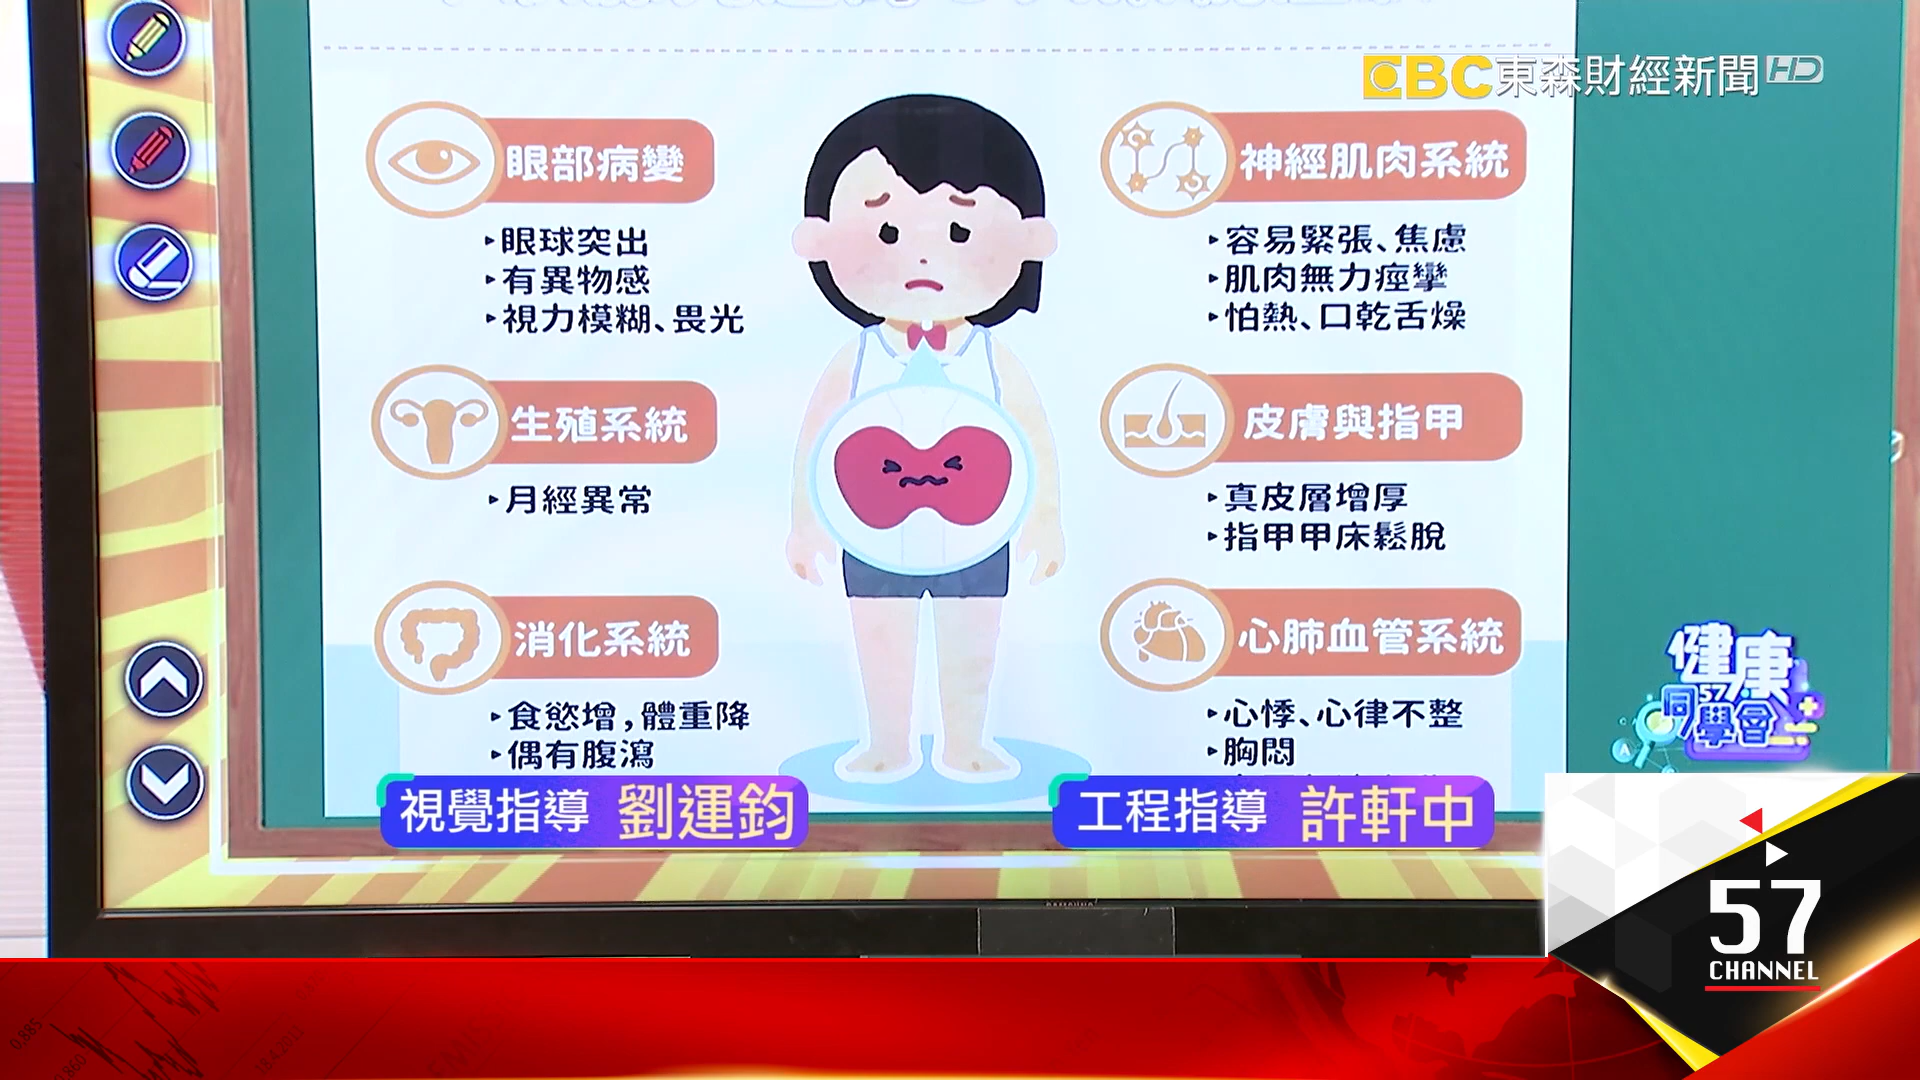 EBC東森財經新聞HD
眼部病變
▸眼球突出
▸有異物感
▸視力模糊、畏光
生殖系統
▸月經異常
消化系統
▸食慾增,體重降
▸偶有腹瀉
神經肌肉系統
▸容易緊張、焦慮
▸肌肉無力痙攣
▸怕熱、口乾舌燥
皮膚與指甲
▸真皮層增厚
▸指甲甲床鬆脫
心肺血管系統
▸心悸、心律不整
▸胸悶
健康
57
同學會
視覺指導 劉運鈞
工程指導 許軒中
SAMSUNG
57
CHANNEL